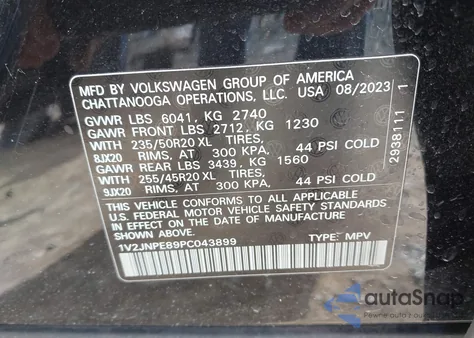 MFD BY VOLKSWAGEN GROUP OF AMERICA
CHATTANOOGA OPERATIONS, LLC. USA 08/2023
GVWR LBS 6041, KG 2740
GAWR FRONT LBS 2712, KG 1230
WITH 235/50R20 XL TIRES,
8JX20 RIMS, AT 300 KPA, 44 PSI COLD
GAWR REAR LBS 3439, KG 1560
WITH 255/45R20 XL TIRES,
9JX20 RIMS, AT 300 KPA, 44 PSI COLD
THIS VEHICLE CONFORMS TO ALL APPLICABLE
U.S. FEDERAL MOTOR VEHICLE SAFETY STANDARDS
IN EFFECT ON THE DATE OF MANUFACTURE
SHOWN ABOVE.
1V2JNPE89PC043899 TYPE: MPV
2038111 1
autoSnap
Pewne auto z